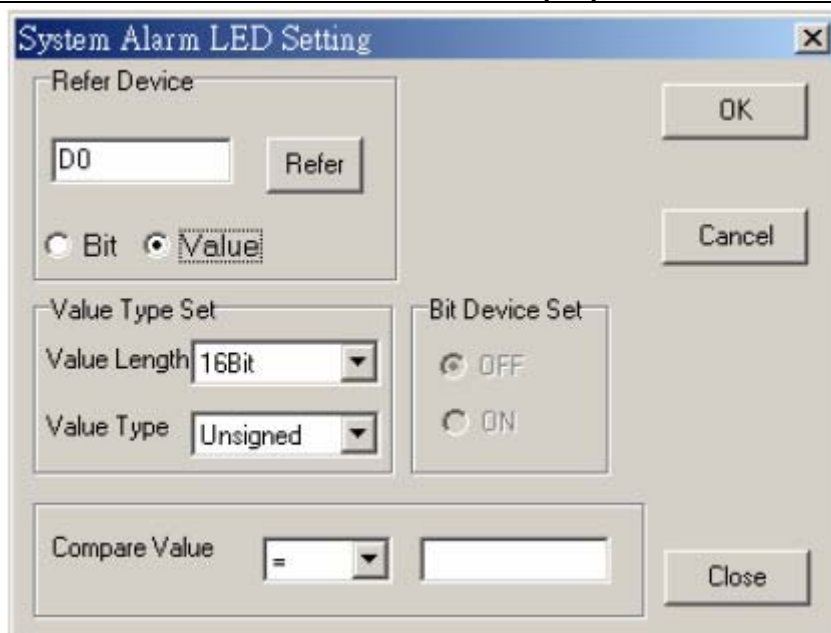 System Alarm LED Setting
Refer Device
OK
D0
Refer
Bit
Value
Cancel
Value Type Set
Bit Device Set
Value Length
16Bit
OFF
Value Type
Unsigned
ON
Compare Value
=
Close